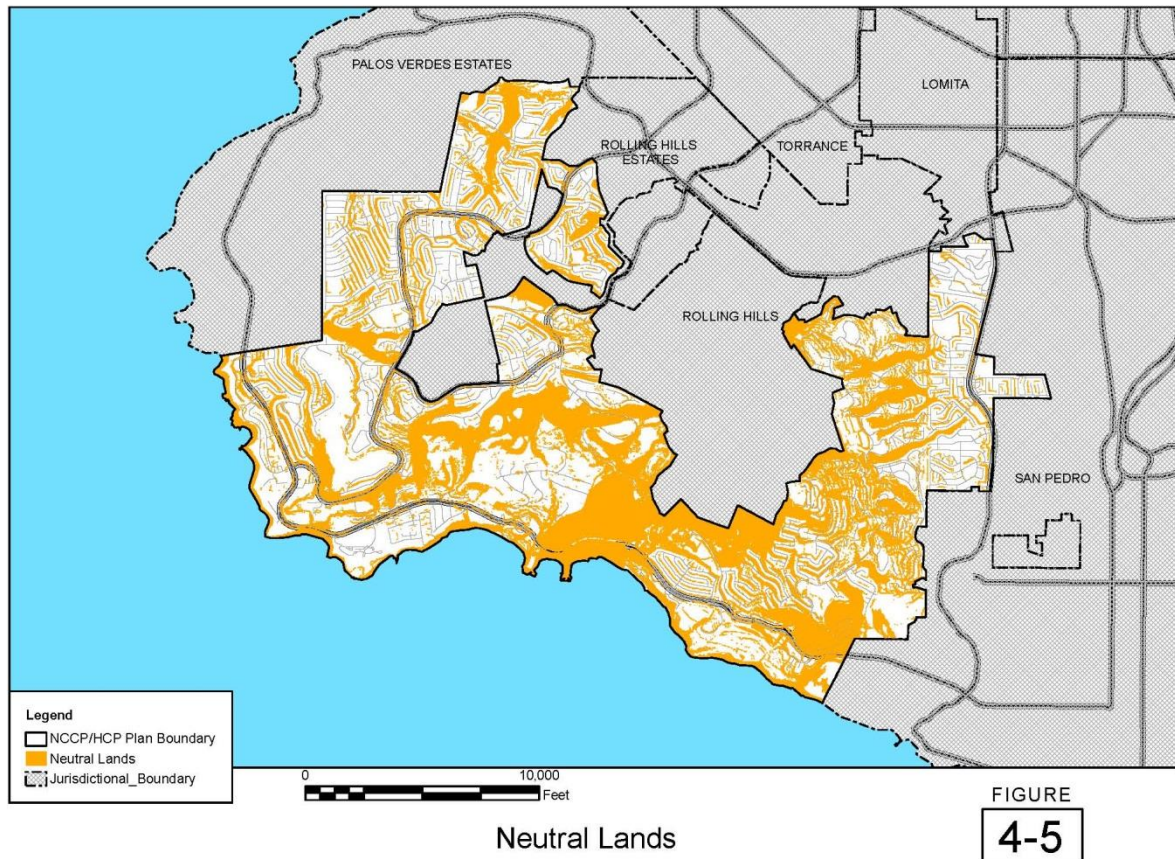 PALOS VERDES ESTATES
LOMITA
ROLLING HILLS
ESTATES
TORRANCE
ROLLING HILLS
SAN PEDRO
Legend
NCCP/HCP Plan Boundary
Neutral Lands
Jurisdictional_Boundary
0 10,000
Feet
Neutral Lands
FIGURE
4-5